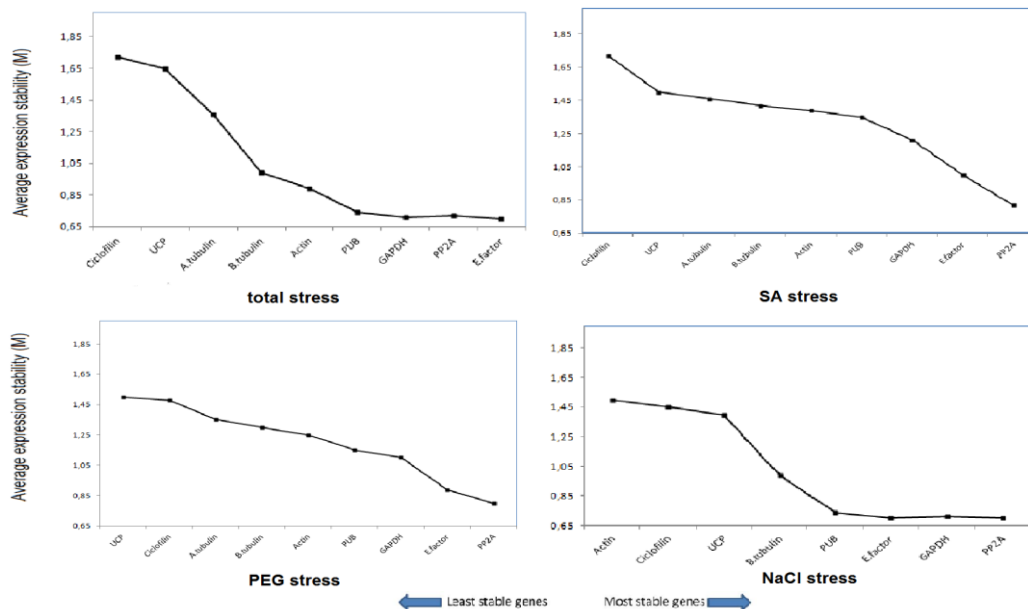 Average expression stability (M)
1,85
1,65
1,45
1,25
1,05
0,85
0,65
Ciclofilin
UCP
A.tubulin
B.tubulin
Actin
PUB
GAPDH
PP2A
E.factor
total stress
1,85
1,65
1,45
1,25
1,05
0,85
0,65
Ciclofilin
UCP
A.tubulin
B.tubulin
Actin
PUB
GAPDH
E.factor
PP2A
SA stress
Average expression stability (M)
1,85
1,65
1,45
1,25
1,05
0,85
0,65
UCP
Ciclofilin
A.tubulin
B.tubulin
Actin
PUB
GAPDH
E.factor
PP2A
PEG stress
1,85
1,65
1,45
1,25
1,05
0,85
0,65
Actin
Ciclofilin
UCP
B.tubulin
PUB
E.factor
GAPDH
PP2A
NaCl stress
Least stable genes
Most stable genes